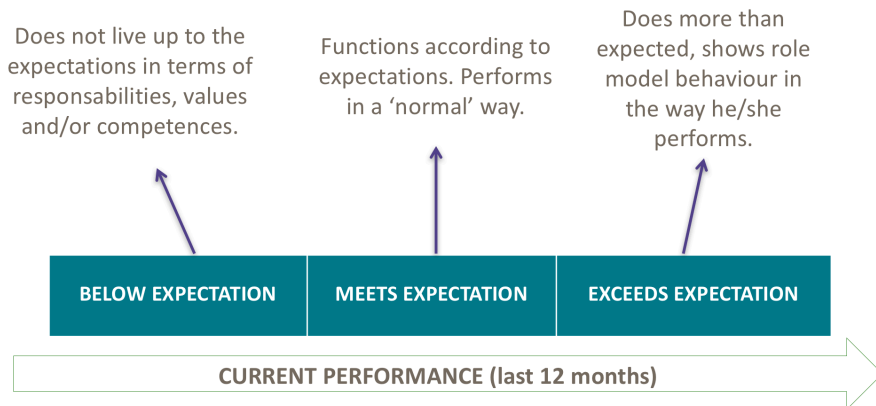 Does not live up to the
expectations in terms of
responsabilities, values
and/or competences.
Functions according to
expectations. Performs
in a ‘normal’ way.
Does more than
expected, shows role
model behaviour in
the way he/she
performs.
BELOW EXPECTATION
MEETS EXPECTATION
EXCEEDS EXPECTATION
CURRENT PERFORMANCE (last 12 months)